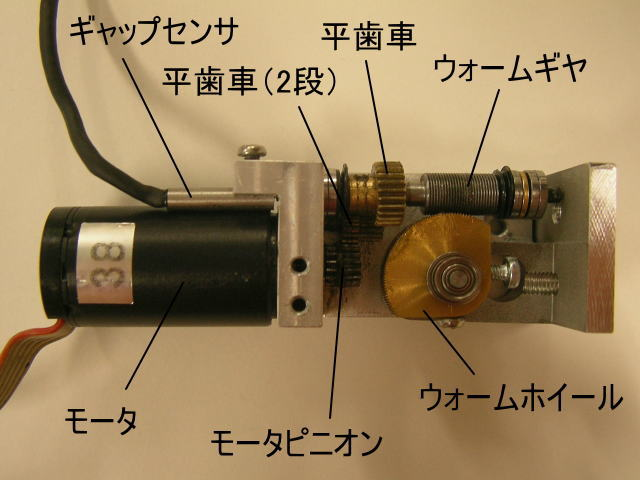 ギャップセンサ
平歯車
平歯車(2段)
ウォームギヤ
38
モータ
モータピニオン
ウォームホイール